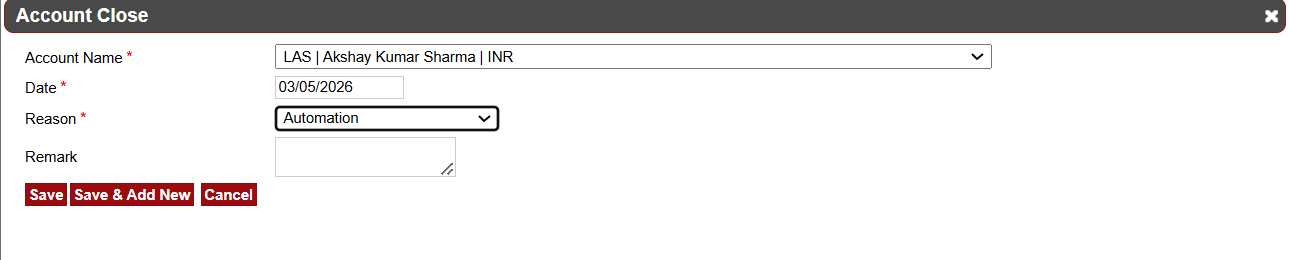 Account Close
Account Name * LAS | Akshay Kumar Sharma | INR
Date * 03/05/2026
Reason * Automation
Remark
Save Save & Add New Cancel